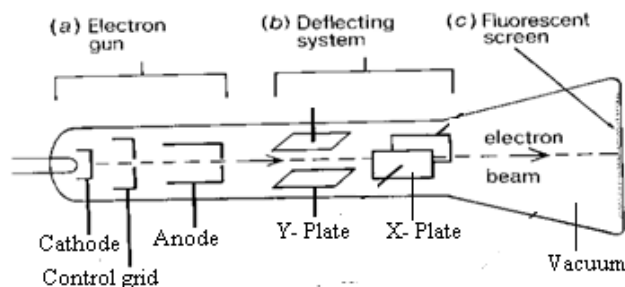 (a) Electron gun
(b) Deflecting system
(c) Fluorescent screen
electron
beam
Cathode
Anode
Y- Plate
X- Plate
Control grid
Vacuum